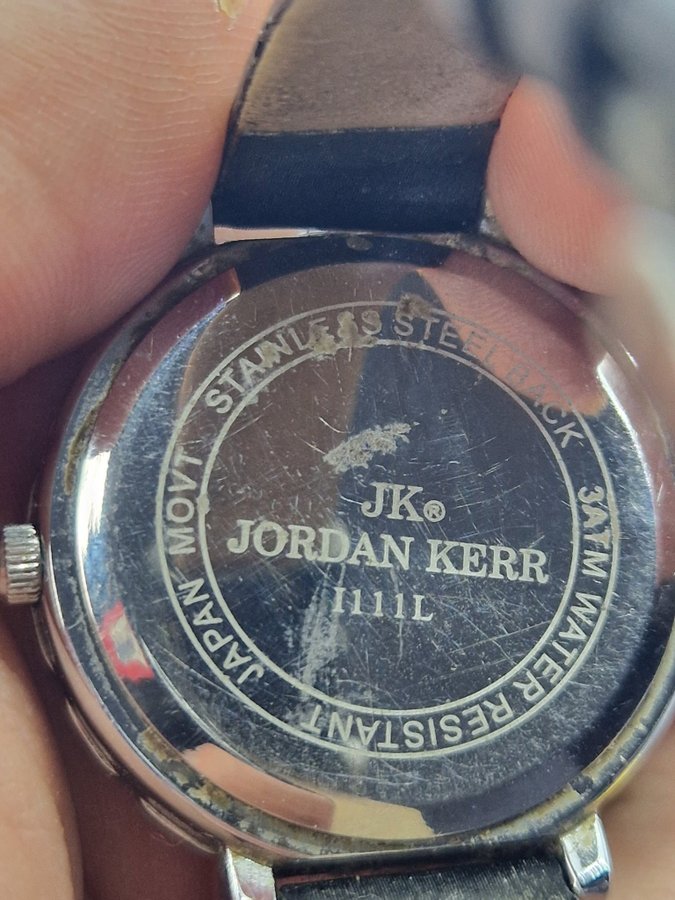 STAINLESS STEEL BACK
3ATM WATER RESISTANT
JAPAN MOVT
JK®
JORDAN KERR
I111L